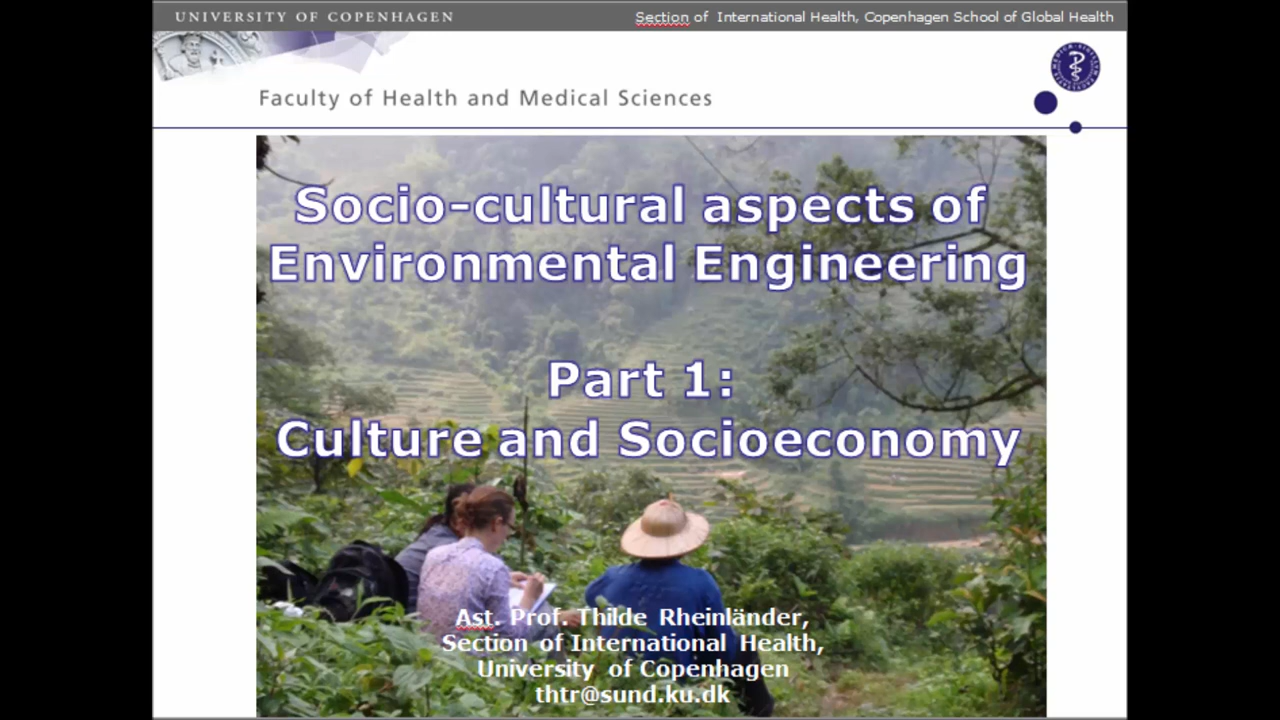 UNIVERSITY OF COPENHAGEN
Section of International Health, Copenhagen School of Global Health
Faculty of Health and Medical Sciences
Socio-cultural aspects of
Environmental Engineering
Part 1:
Culture and Socioeconomy
Ast. Prof. Thilde Rheinländer,
Section of International Health,
University of Copenhagen
thtr@sund.ku.dk